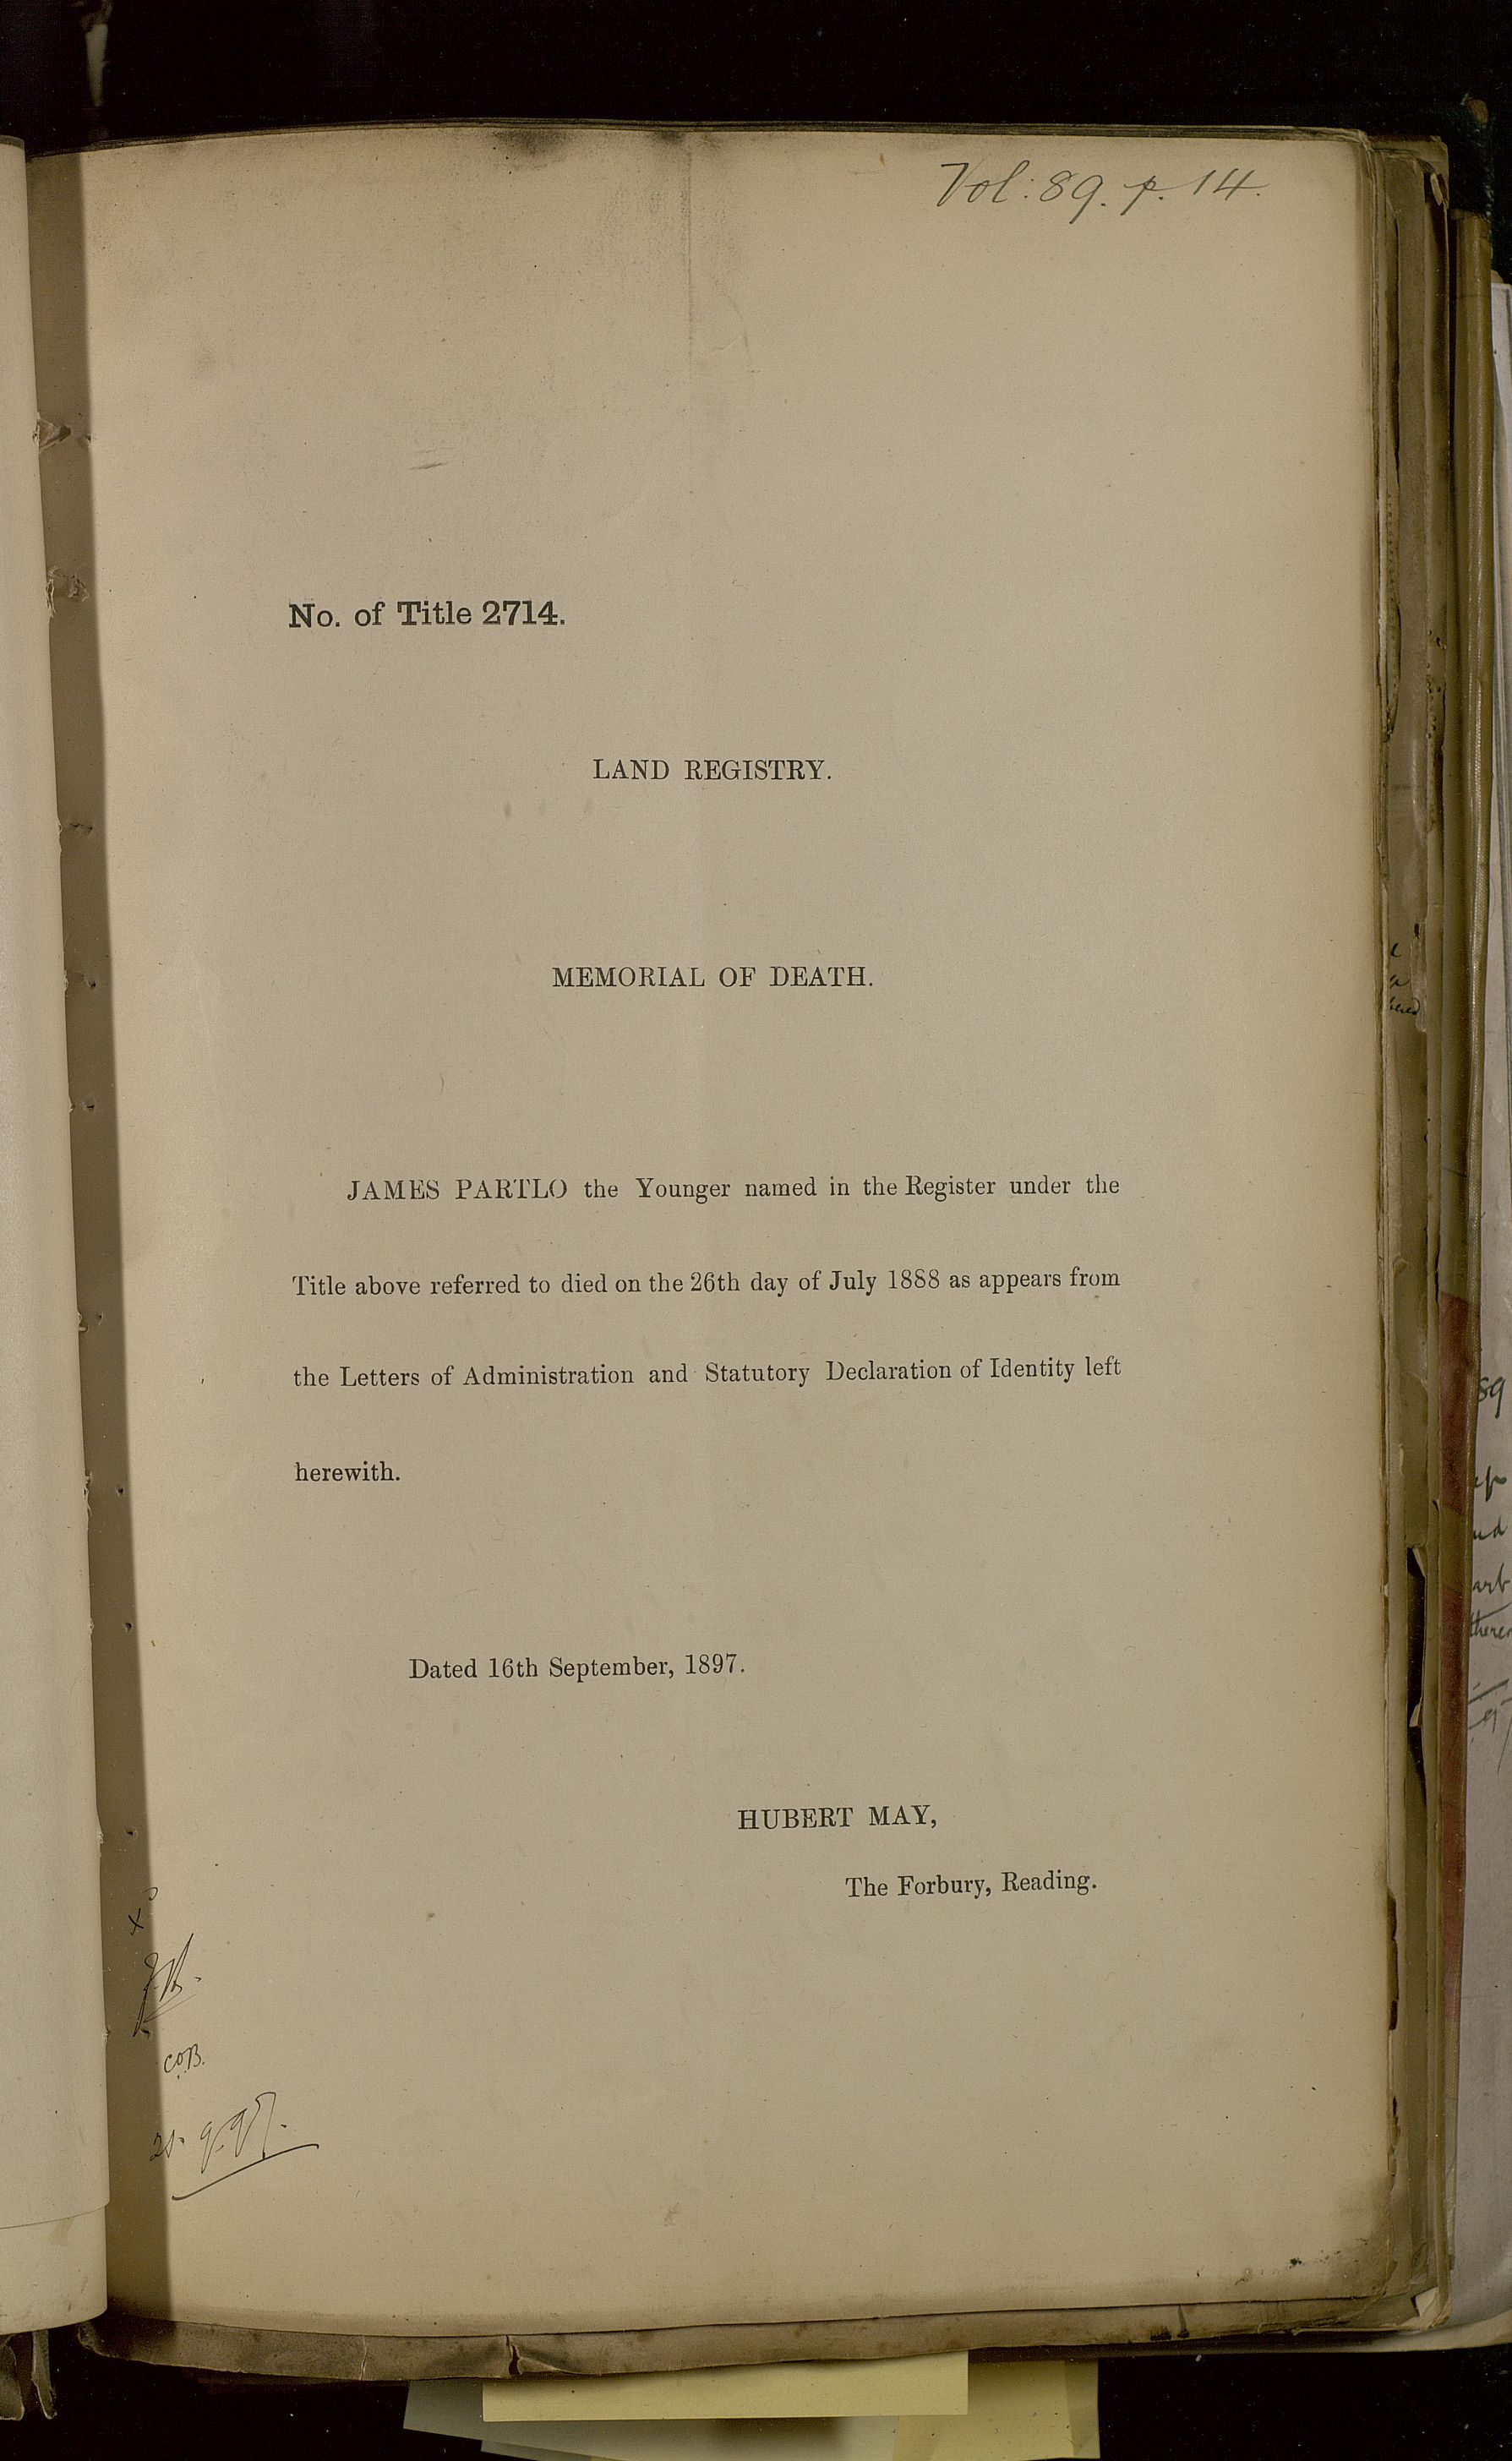 Vol: 89. p. 14.
No. of Title 2714.
LAND REGISTRY.
MEMORIAL OF DEATH.
JAMES PARTLO the Younger named in the Register under the
Title above referred to died on the 26th day of July 1888 as appears from
the Letters of Administration and Statutory Declaration of Identity left
herewith.
Dated 16th September, 1897.
HUBERT MAY,
The Forbury, Reading.
X
C.O.B.
9.97.